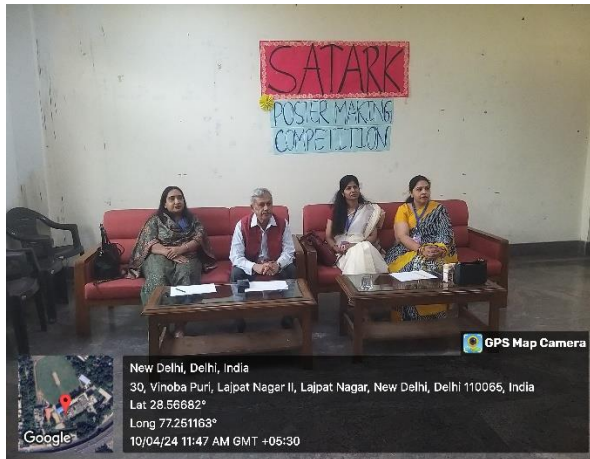 SATARK
POSTER MAKING
COMPETITION
GPS Map Camera
New Delhi, Delhi, India
30, Vinoba Puri, Lajpat Nagar II, Lajpat Nagar, New Delhi, Delhi 110065, India
Lat 28.56682°
Long 77.251163°
10/04/24 11:47 AM GMT +05:30
Google